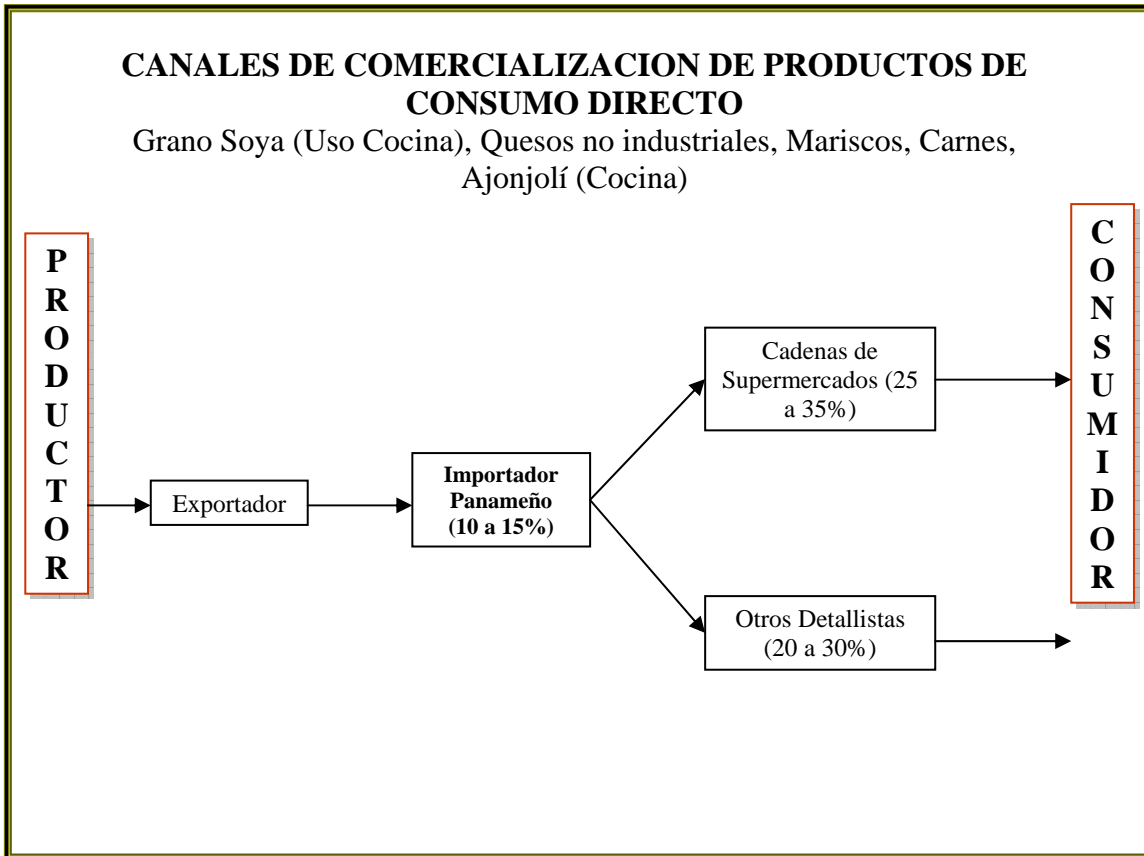 CANALES DE COMERCIALIZACION DE PRODUCTOS DE
CONSUMO DIRECTO
Grano Soya (Uso Cocina), Quesos no industriales, Mariscos, Carnes,
Ajonjolí (Cocina)
P
R
O
D
U
C
T
O
R
Exportador
Importador
Panameño
(10 a 15%)
Cadenas de
Supermercados (25
a 35%)
Otros Detallistas
(20 a 30%)
C
O
N
S
U
M
I
D
O
R